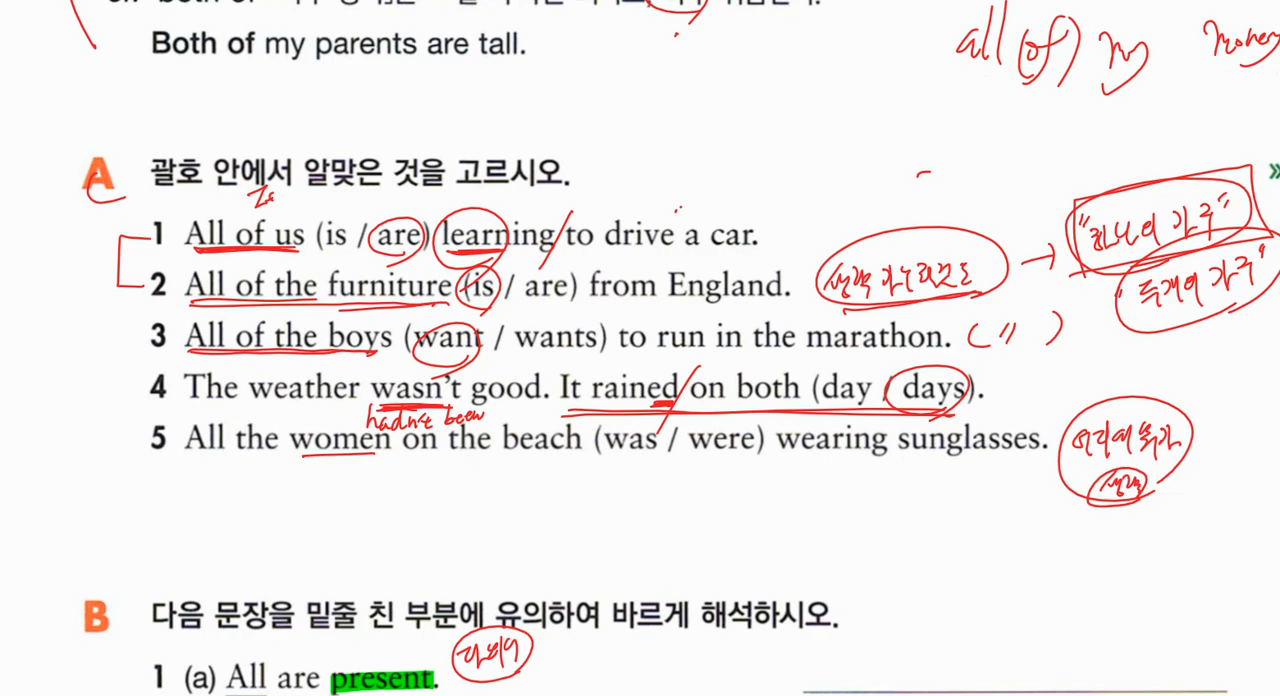 Both of my parents are tall.
all (of) my money
A 괄호 안에서 알맞은 것을 고르시오.
1 All of us (is / are) learning to drive a car.
"하나의 가구"
2 All of the furniture (is / are) from England.
"두개의 가구"
3 All of the boys (want / wants) to run in the marathon. ( 〃 )
4 The weather wasn't good. It rained on both (day / days).
hadn't been
5 All the women on the beach (was / were) wearing sunglasses.
생략
B 다음 문장을 밑줄 친 부분에 유의하여 바르게 해석하시오.
1 (a) All are present.